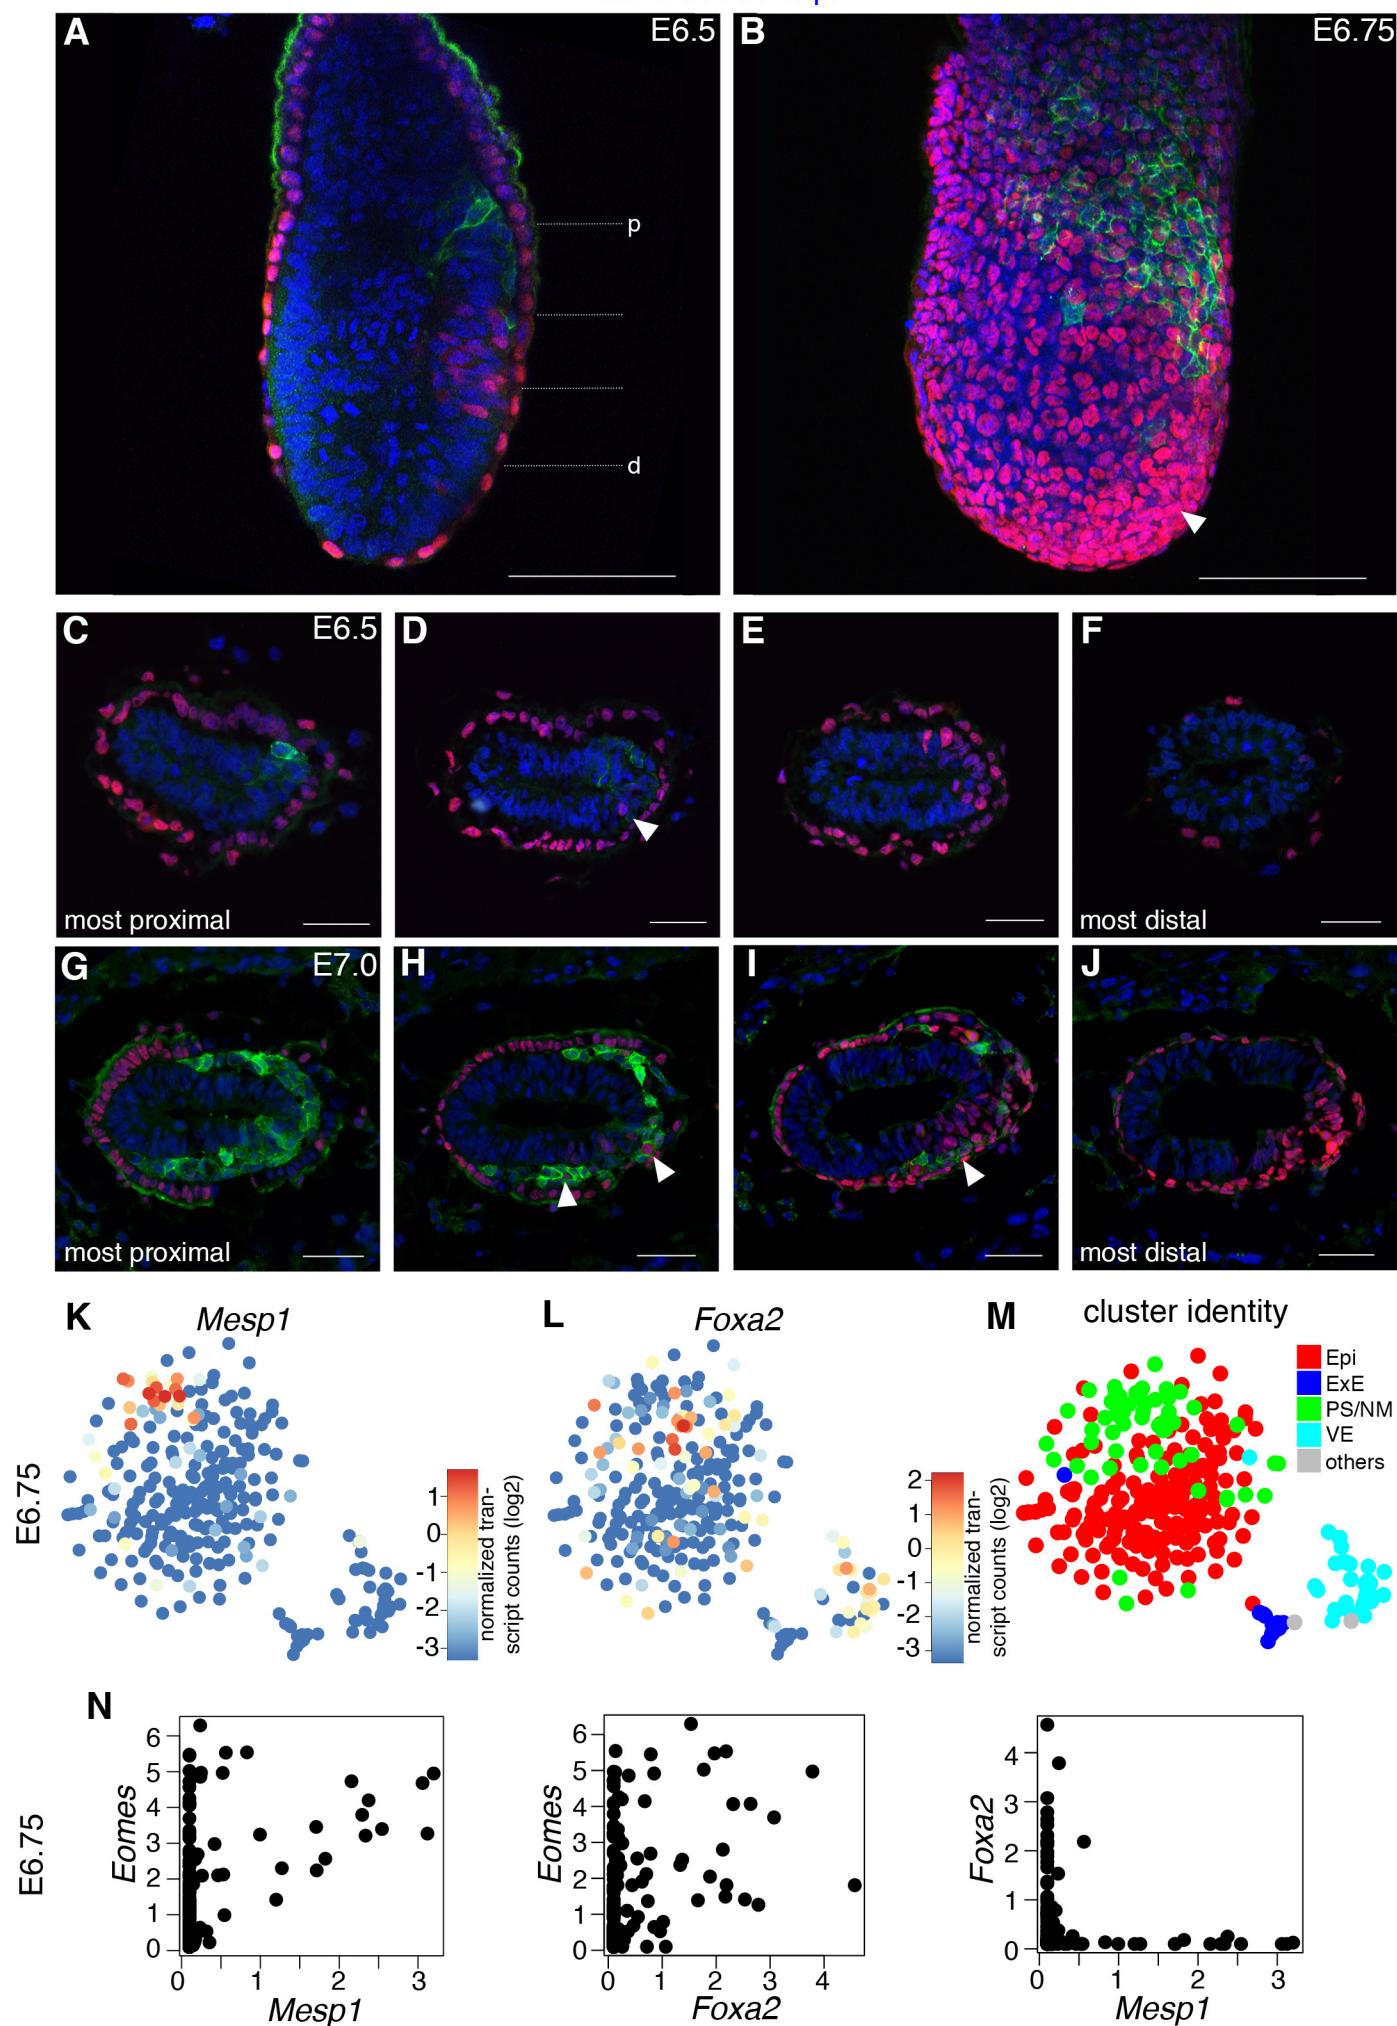 A E6.5 B E6.75
p
d
C E6.5 D E F
most proximal most distal
G E7.0 H I J
most proximal most distal
K Mesp1 L Foxa2 M cluster identity
Epi
ExE
PS/NM
VE
others
E6.75
1
0
-1
-2
-3
normalized tran-
script counts (log2)
2
1
0
-1
-2
-3
normalized tran-
script counts (log2)
N
E6.75
6
5
4
3
2
1
0
Eomes
0 1 2 3
Mesp1
6
5
4
3
2
1
0
Eomes
0 1 2 3 4
Foxa2
4
3
2
1
0
Foxa2
0 1 2 3
Mesp1